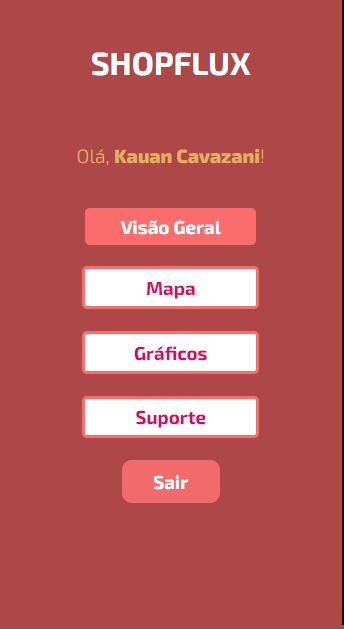 SHOPFLUX
Olá, Kauan Cavazani!
Visão Geral
Mapa
Gráficos
Suporte
Sair